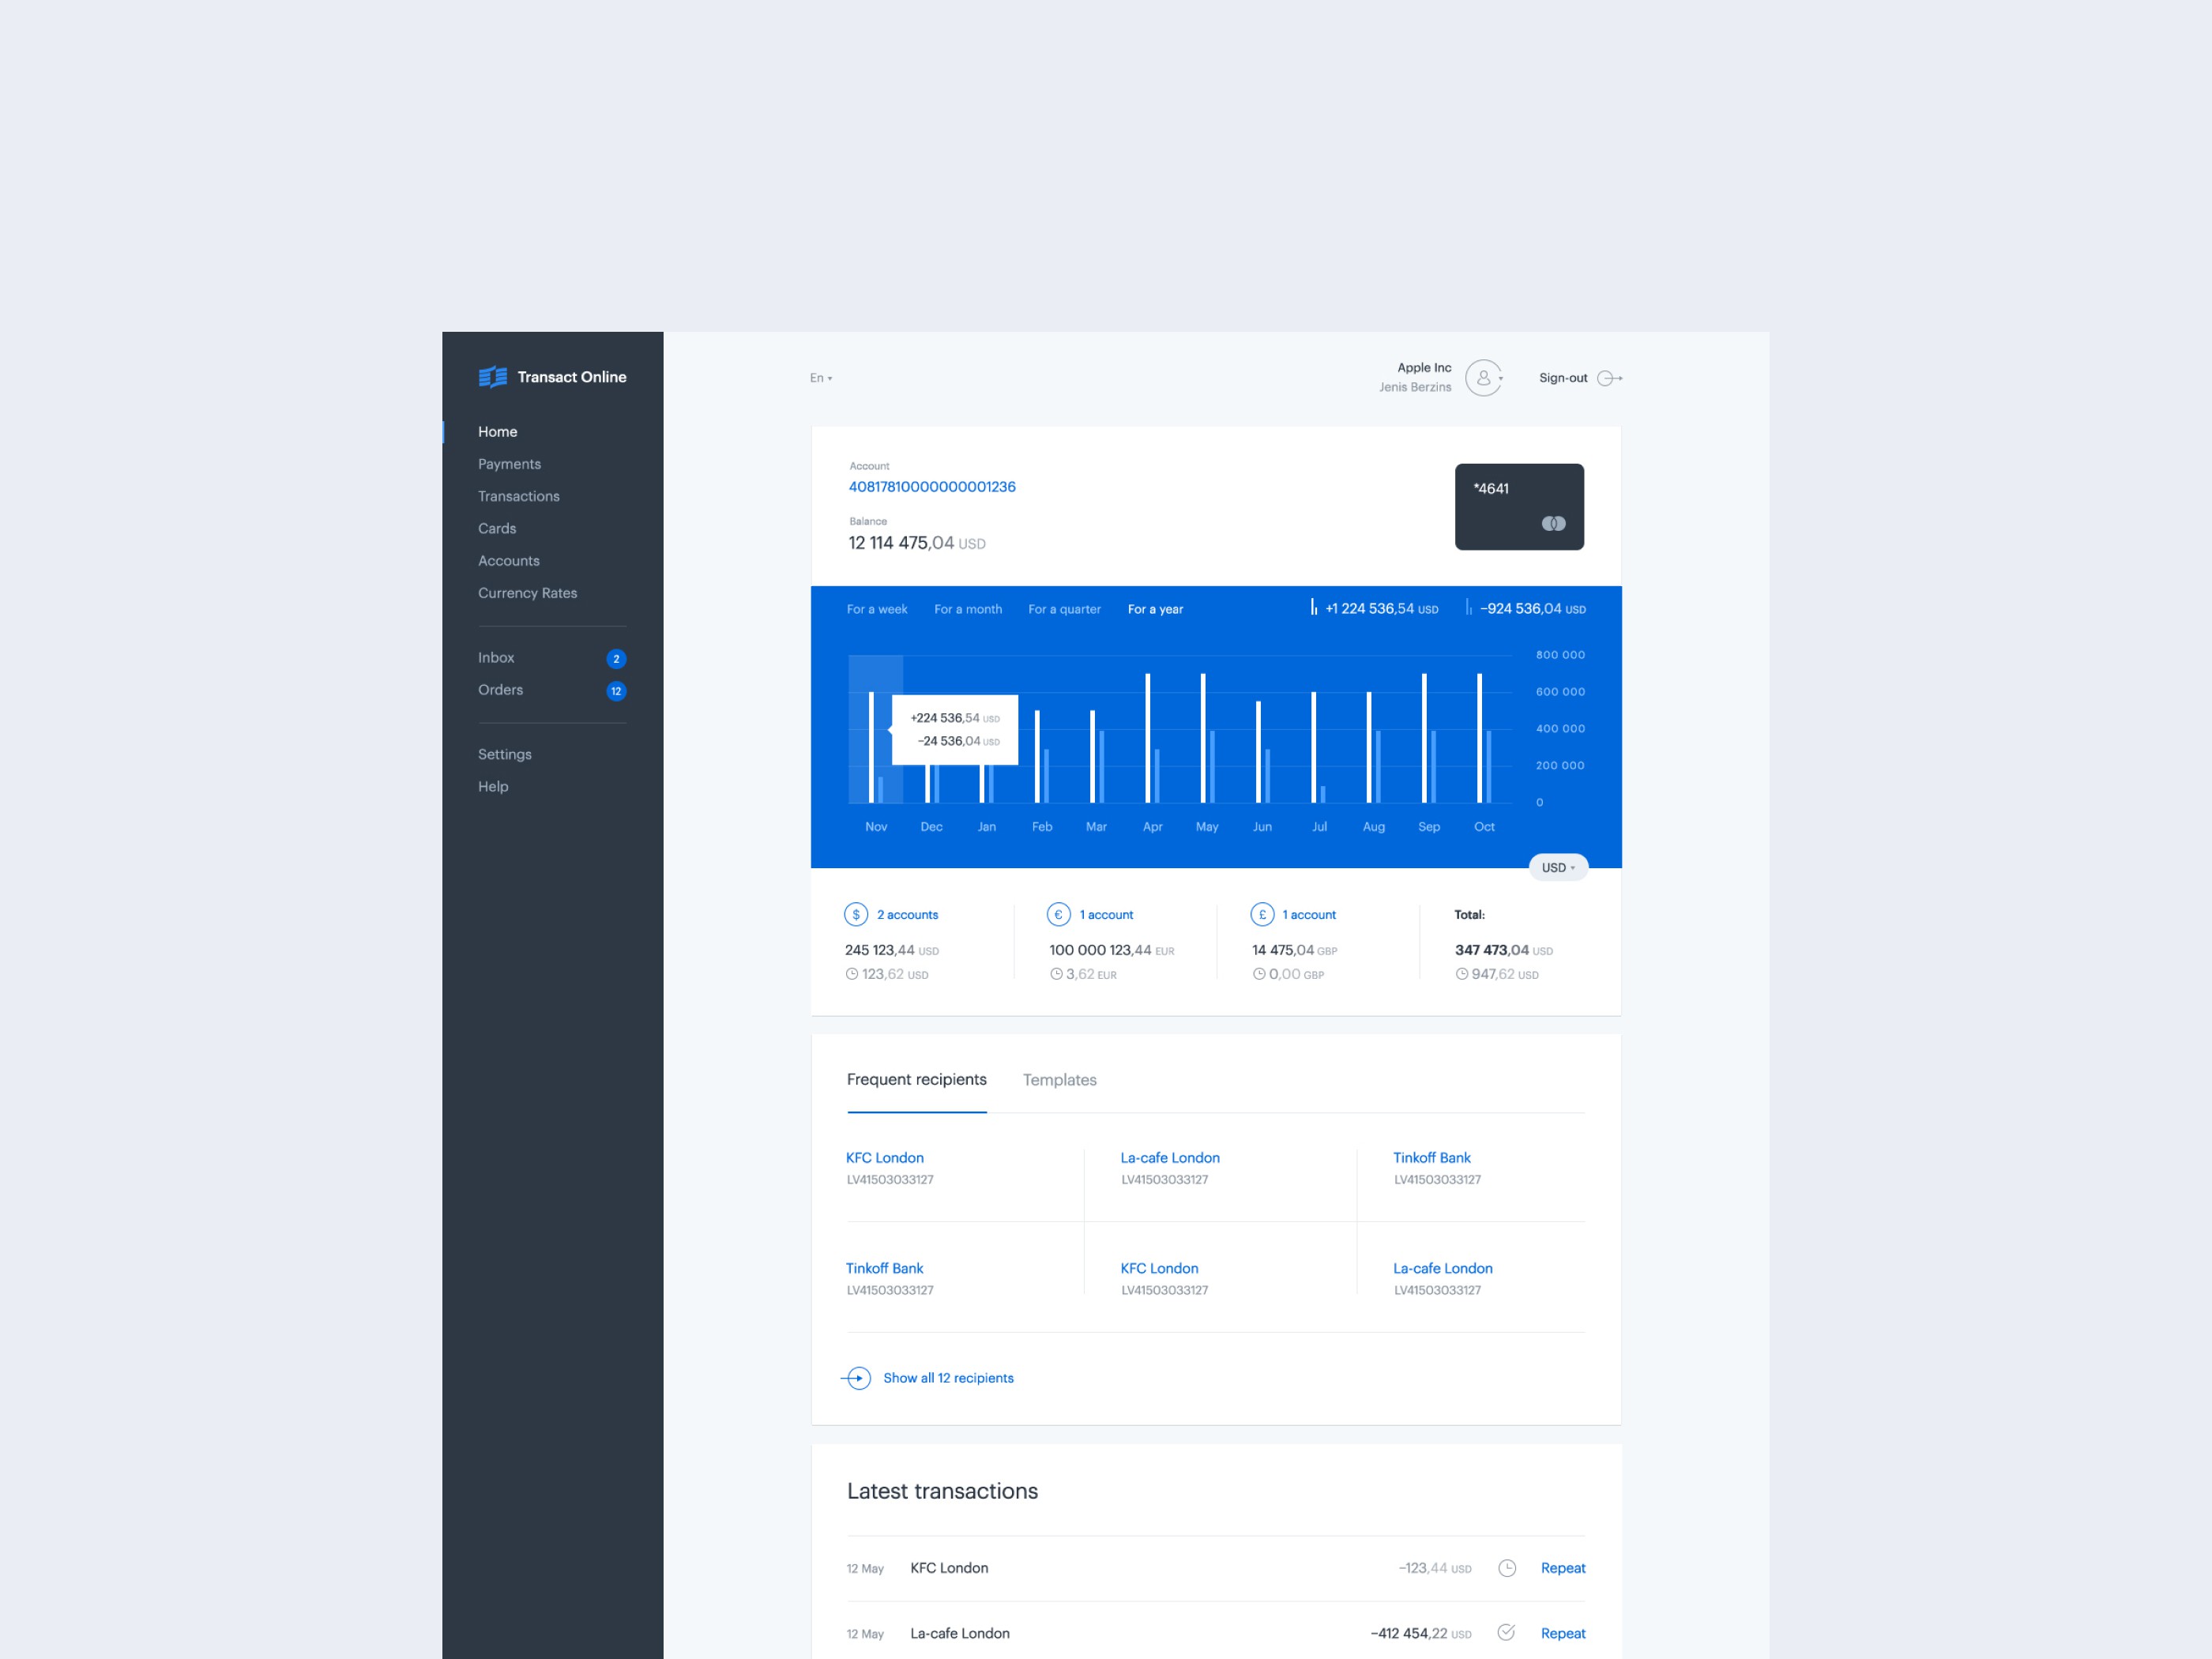 Transact Online
Home
Payments
Transactions
Cards
Accounts
Currency Rates
Inbox 2
Orders 12
Settings
Help
En
Apple Inc
Jenis Berzins
Sign-out
Account
40817810000000001236
*4641
Balance
12 114 475,04 USD
For a week For a month For a quarter For a year +1 224 536,54 USD −924 536,04 USD
800 000
600 000
+224 536,54 USD
−24 536,04 USD
400 000
200 000
0
Nov Dec Jan Feb Mar Apr May Jun Jul Aug Sep Oct
USD
$ 2 accounts
245 123,44 USD
123,62 USD
€ 1 account
100 000 123,44 EUR
3,62 EUR
£ 1 account
14 475,04 GBP
0,00 GBP
Total:
347 473,04 USD
947,62 USD
Frequent recipients Templates
KFC London
LV41503033127
La-cafe London
LV41503033127
Tinkoff Bank
LV41503033127
Tinkoff Bank
LV41503033127
KFC London
LV41503033127
La-cafe London
LV41503033127
Show all 12 recipients
Latest transactions
12 May KFC London −123,44 USD Repeat
12 May La-cafe London −412 454,22 USD Repeat